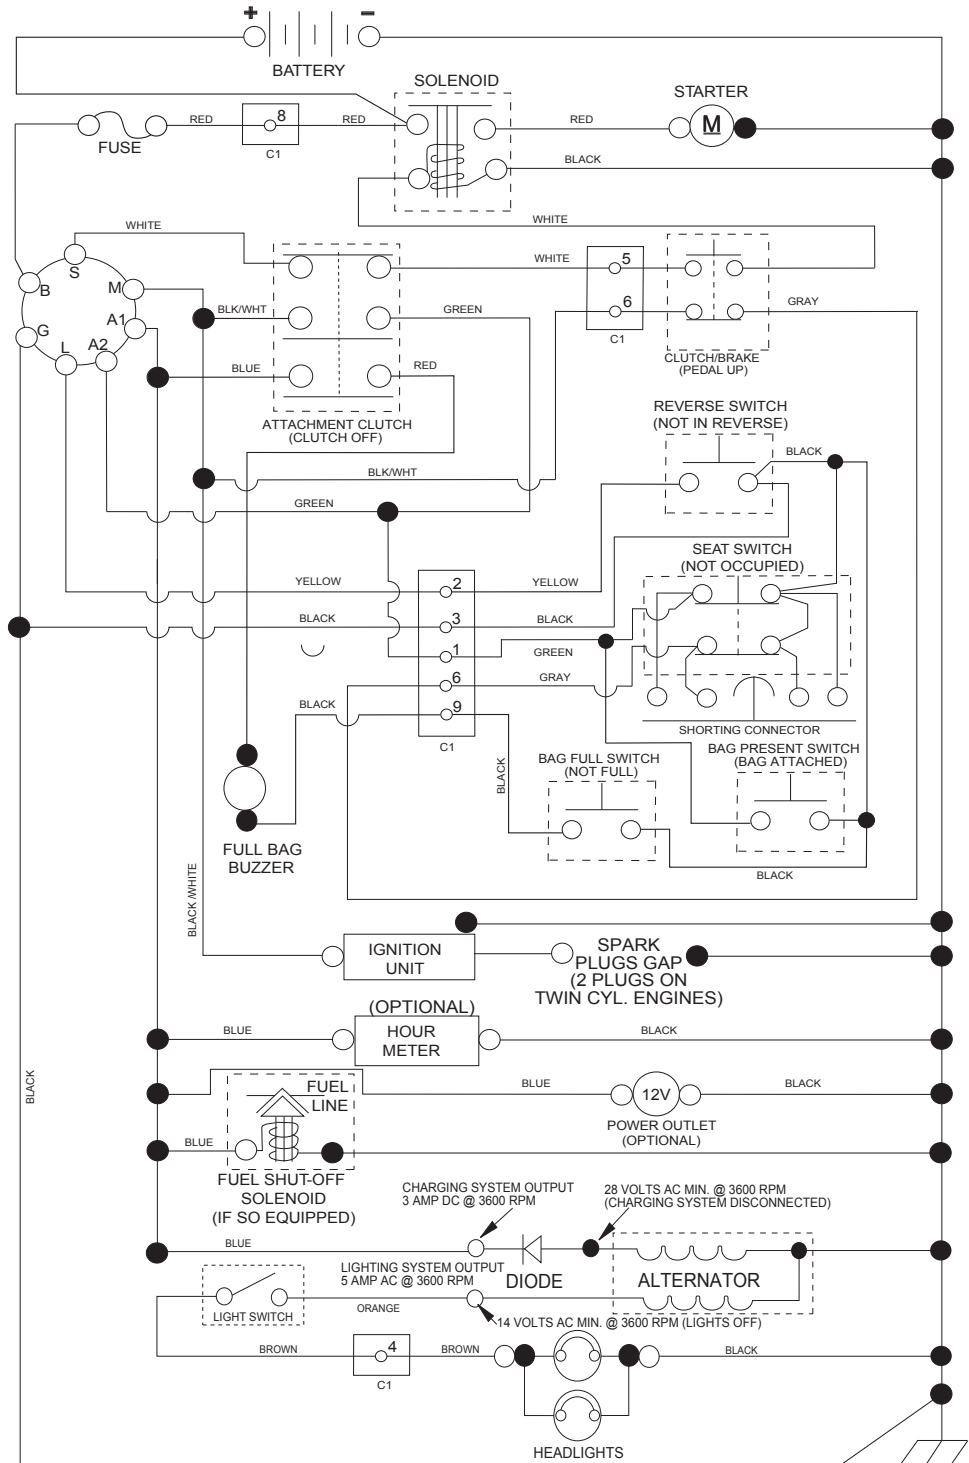 + −
BATTERY
SOLENOID
STARTER
M
FUSE
RED
8
RED
C1
RED
BLACK
WHITE
WHITE
S
B
M
G
A1
L
A2
BLK/WHT
BLUE
GREEN
RED
ATTACHMENT CLUTCH
(CLUTCH OFF)
WHITE
5
6
C1
GRAY
CLUTCH/BRAKE
(PEDAL UP)
REVERSE SWITCH
(NOT IN REVERSE)
BLACK
BLK/WHT
GREEN
SEAT SWITCH
(NOT OCCUPIED)
YELLOW
2
YELLOW
BLACK
3
BLACK
1
GREEN
6
GRAY
BLACK
9
C1
SHORTING CONNECTOR
BAG FULL SWITCH
(NOT FULL)
BAG PRESENT SWITCH
(BAG ATTACHED)
BLACK
BLACK
FULL BAG
BUZZER
BLACK /WHITE
IGNITION
UNIT
SPARK
PLUGS GAP
(2 PLUGS ON
TWIN CYL. ENGINES)
(OPTIONAL)
BLUE
HOUR
METER
BLACK
BLACK
FUEL
LINE
BLUE
12V
BLACK
POWER OUTLET
(OPTIONAL)
BLUE
FUEL SHUT-OFF
SOLENOID
(IF SO EQUIPPED)
CHARGING SYSTEM OUTPUT
3 AMP DC @ 3600 RPM
28 VOLTS AC MIN. @ 3600 RPM
(CHARGING SYSTEM DISCONNECTED)
BLUE
LIGHTING SYSTEM OUTPUT
5 AMP AC @ 3600 RPM
DIODE
ALTERNATOR
LIGHT SWITCH
ORANGE
14 VOLTS AC MIN. @ 3600 RPM (LIGHTS OFF)
BROWN
4
BROWN
BLACK
C1
HEADLIGHTS